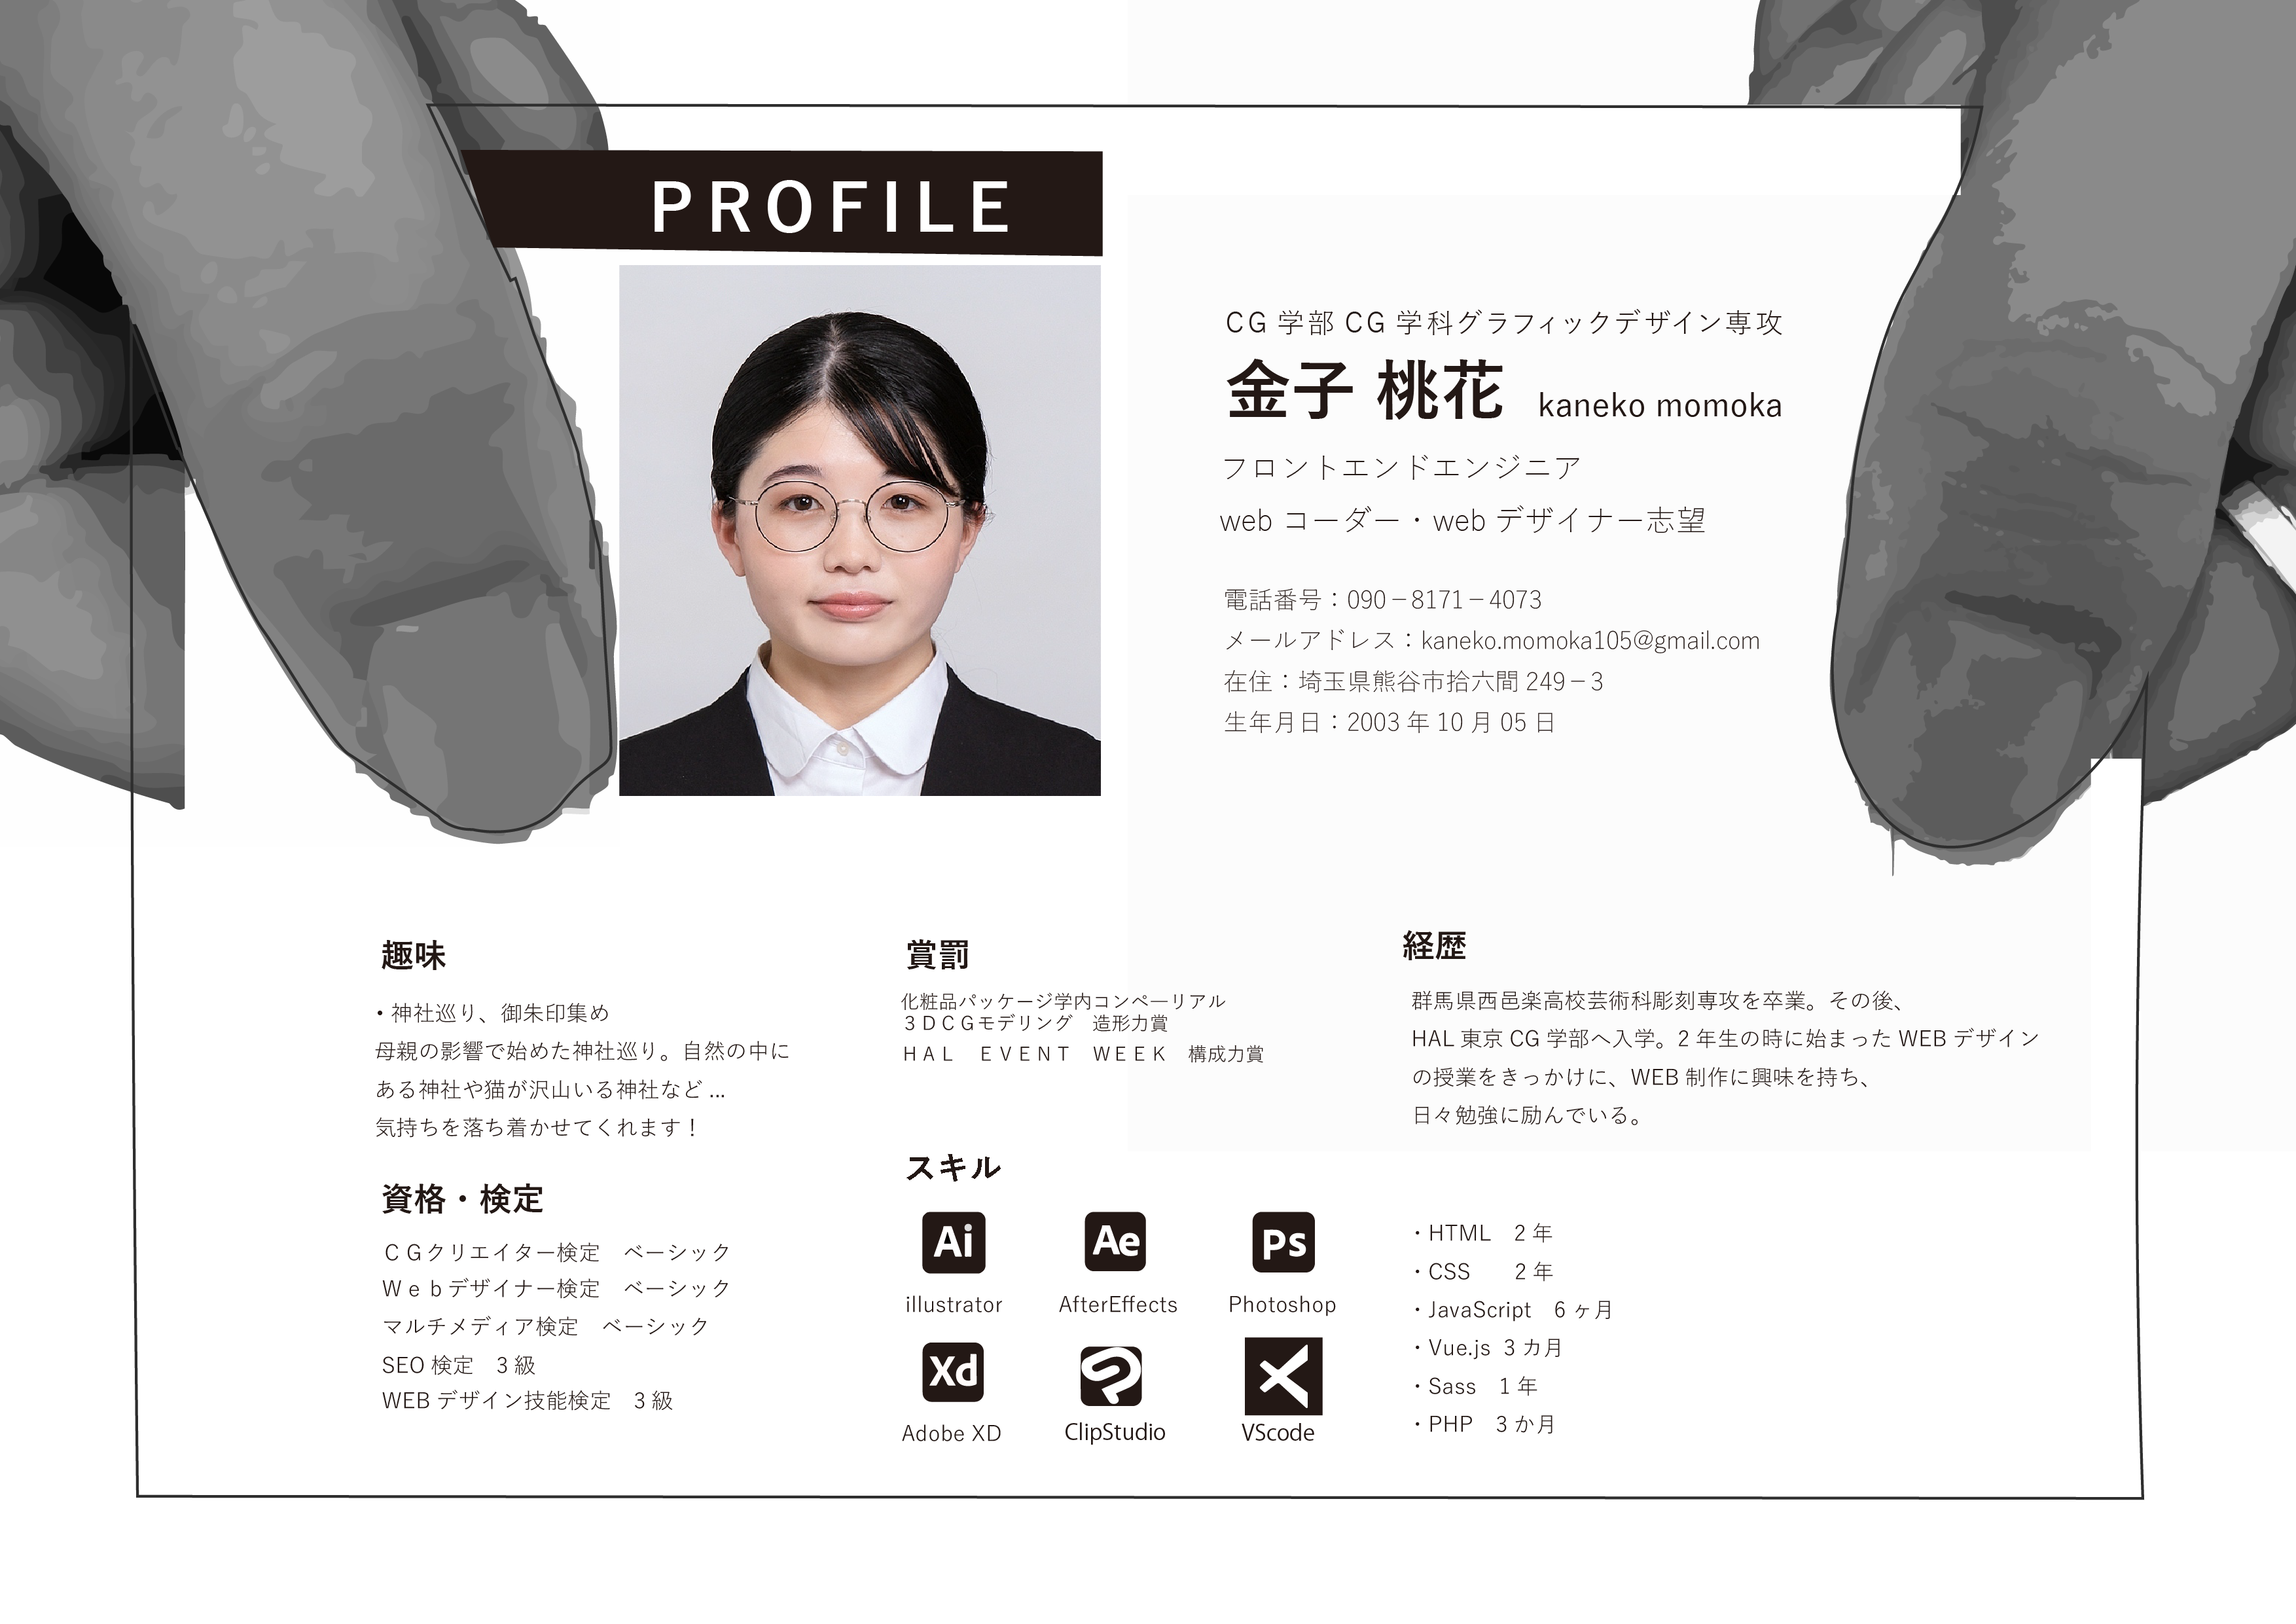 PROFILE
CG 学部 CG 学科グラフィックデザイン専攻
金子 桃花 kaneko momoka
フロントエンドエンジニア
web コーダー・web デザイナー志望
電話番号：090－8171－4073
メールアドレス：kaneko.momoka105@gmail.com
在住：埼玉県熊谷市拾六間 249－3
生年月日：2003 年 10 月 05 日
趣味
・神社巡り、御朱印集め
母親の影響で始めた神社巡り。自然の中に
ある神社や猫が沢山いる神社など ...
気持ちを落ち着かせてくれます！
資格・検定
ＣＧクリエイター検定　ベーシック
Ｗｅｂデザイナー検定　ベーシック
マルチメディア検定　ベーシック
SEO 検定　3 級
WEB デザイン技能検定　3 級
賞罰
化粧品パッケージ学内コンペ―リアル
３ＤＣＧモデリング　造形力賞
ＨＡＬ　ＥＶＥＮＴ　ＷＥＥＫ　構成力賞
スキル
Ai
Ae
Ps
illustrator
AfterEffects
Photoshop
Xd
Adobe XD
ClipStudio
VScode
経歴
群馬県西邑楽高校芸術科彫刻専攻を卒業。その後、
HAL 東京 CG 学部へ入学。2 年生の時に始まった WEB デザイン
の授業をきっかけに、WEB 制作に興味を持ち、
日々勉強に励んでいる。
・HTML　2 年
・CSS　　2 年
・JavaScript　6 ヶ月
・Vue.js  3 カ月
・Sass　1 年
・PHP　3 か月